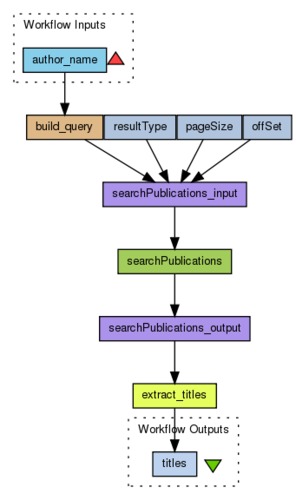 Workflow Inputs
author_name
build_query resultType pageSize offSet
searchPublications_input
searchPublications
searchPublications_output
extract_titles
Workflow Outputs
titles